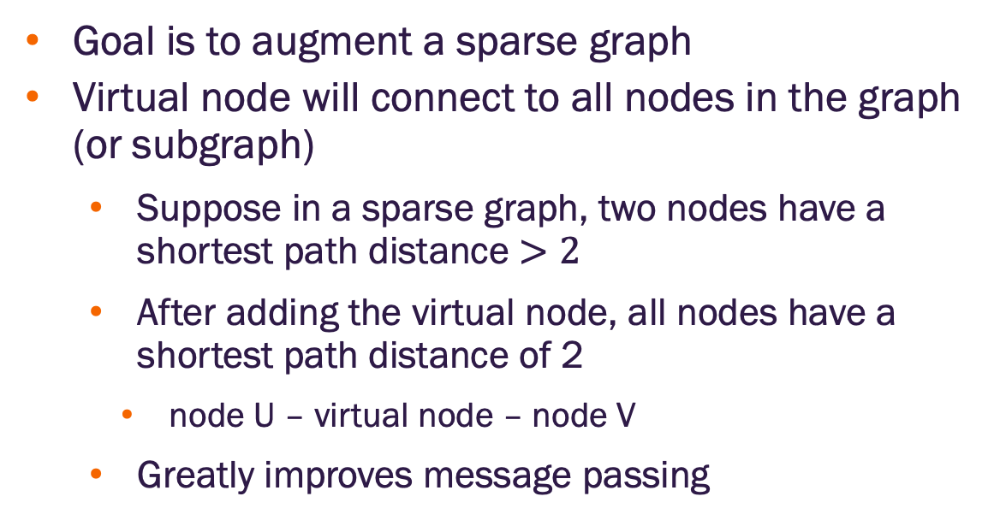 • Goal is to augment a sparse graph
• Virtual node will connect to all nodes in the graph
(or subgraph)
• Suppose in a sparse graph, two nodes have a
shortest path distance > 2
• After adding the virtual node, all nodes have a
shortest path distance of 2
• node U – virtual node – node V
• Greatly improves message passing